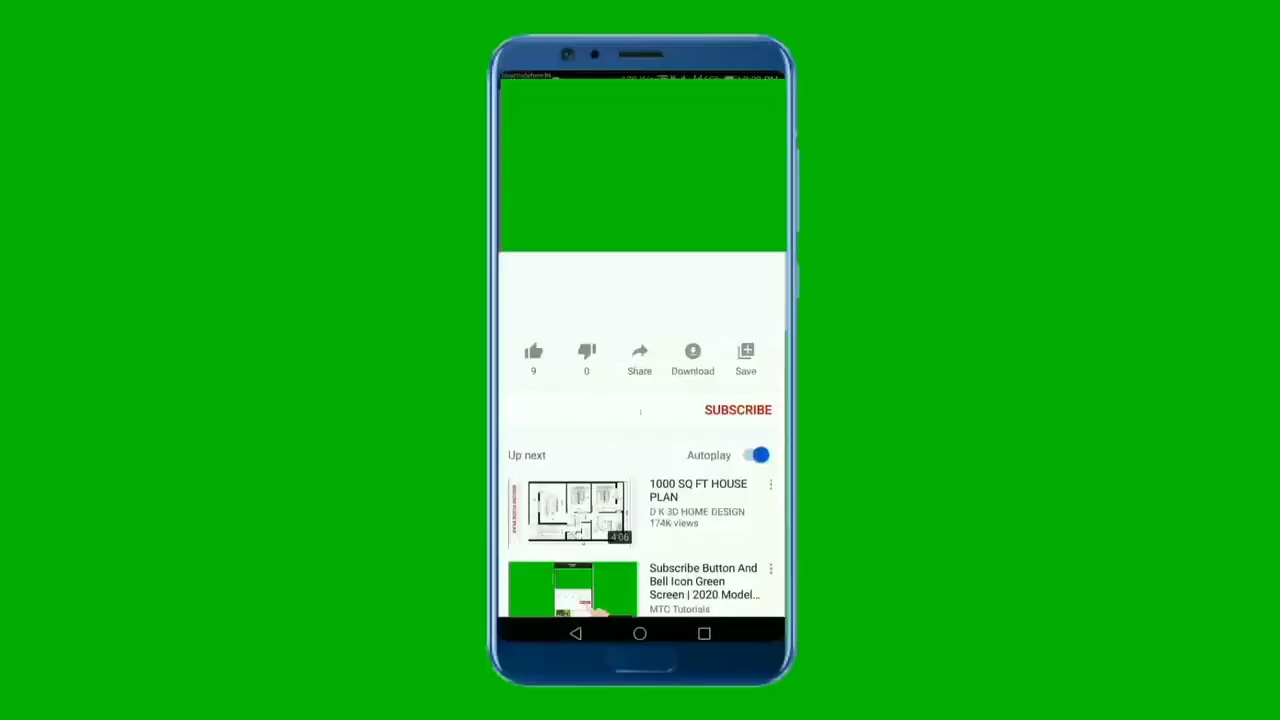 9
0
Share
Download
Save
SUBSCRIBE
Up next
Autoplay
1000 SQ FT HOUSE
PLAN
D K 3D HOME DESIGN
174K views
4:06
Subscribe Button And
Bell Icon Green
Screen | 2020 Model...
MTC Tutorials